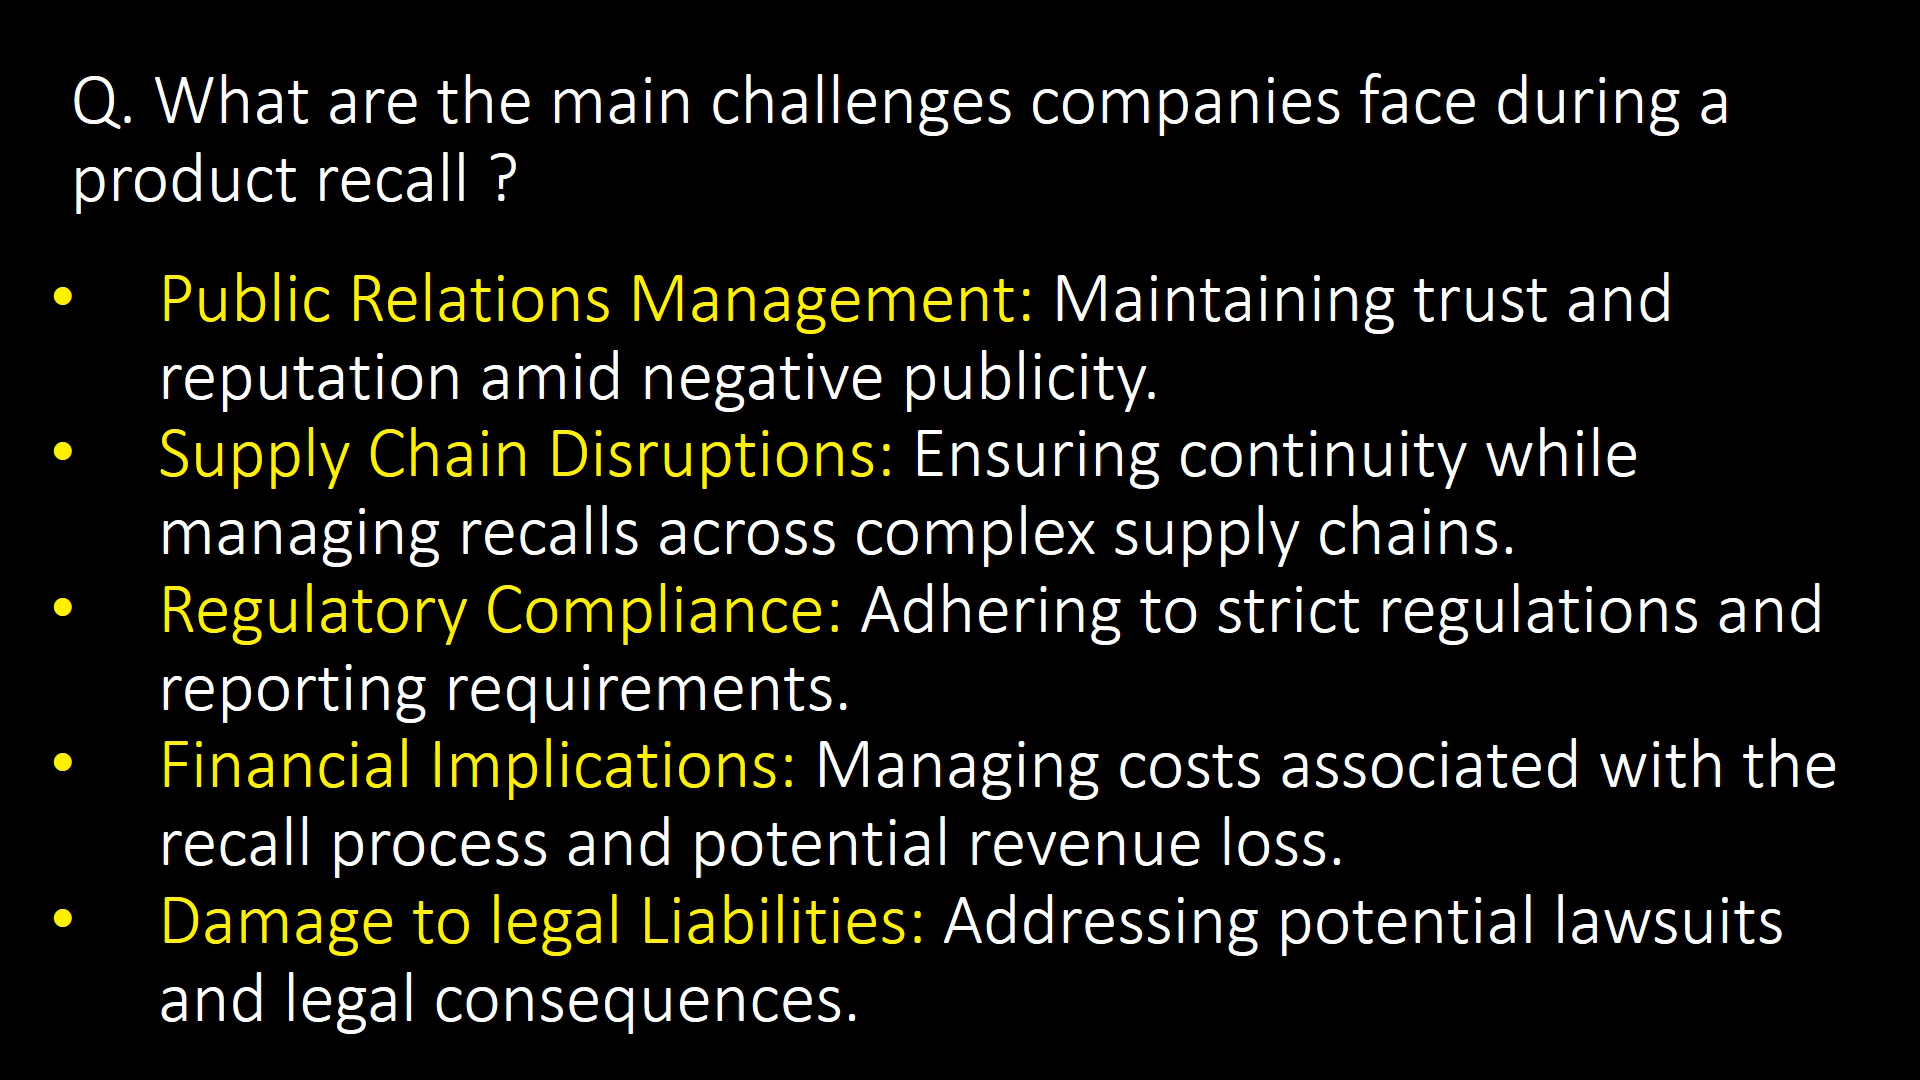 Q. What are the main challenges companies face during a
product recall ?
• Public Relations Management: Maintaining trust and
reputation amid negative publicity.
• Supply Chain Disruptions: Ensuring continuity while
managing recalls across complex supply chains.
• Regulatory Compliance: Adhering to strict regulations and
reporting requirements.
• Financial Implications: Managing costs associated with the
recall process and potential revenue loss.
• Damage to legal Liabilities: Addressing potential lawsuits
and legal consequences.